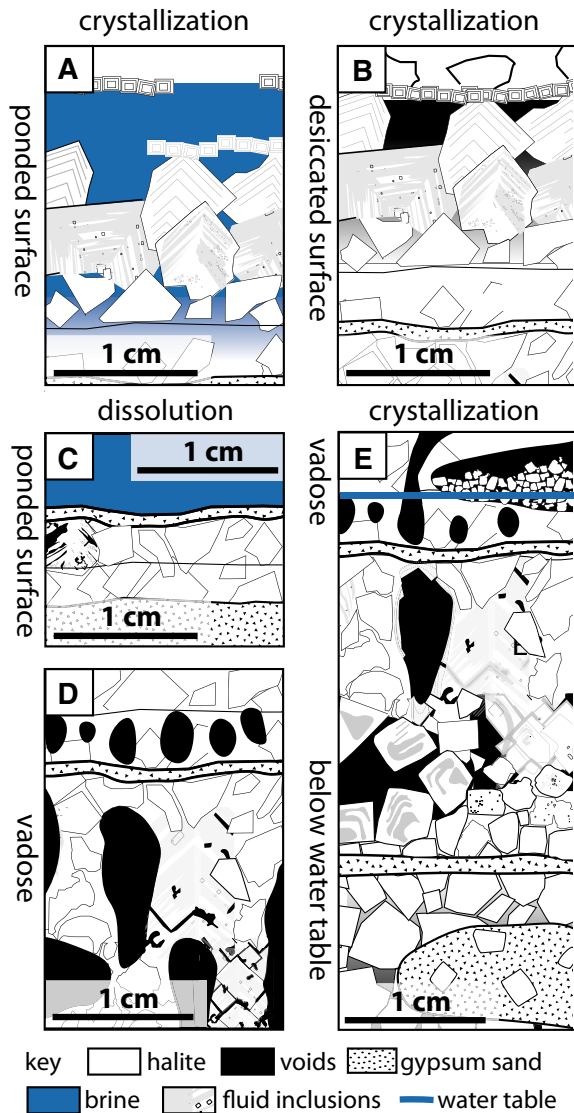 crystallization
crystallization
A
B
ponded surface
desiccated surface
1 cm
1 cm
dissolution
crystallization
C
1 cm
E
ponded surface
vadose
1 cm
D
vadose
below water table
1 cm
1 cm
key halite voids gypsum sand
brine fluid inclusions water table